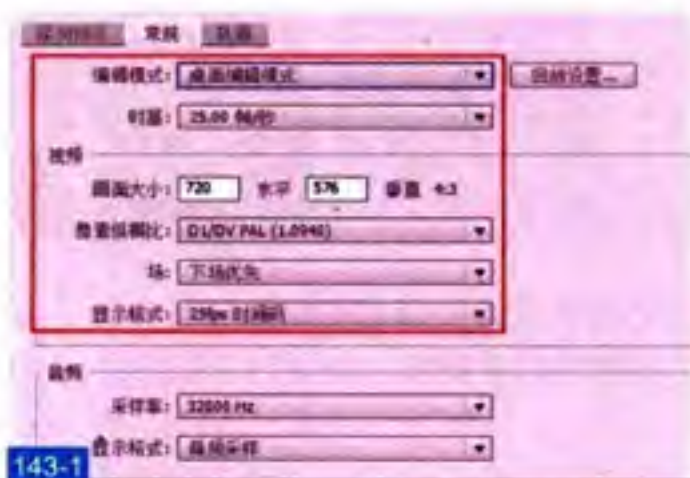 常规 轨道
编辑模式: 桌面编辑模式 回放设置...
时基: 25.00 帧/秒
视频
画面大小: 720 水平 576 垂直 4:3
像素纵横比: D1/DV PAL (1.0940)
场: 下场优先
显示格式: 25fps 时间码
音频
采样率: 32000 Hz
显示格式: 音频采样
143-1